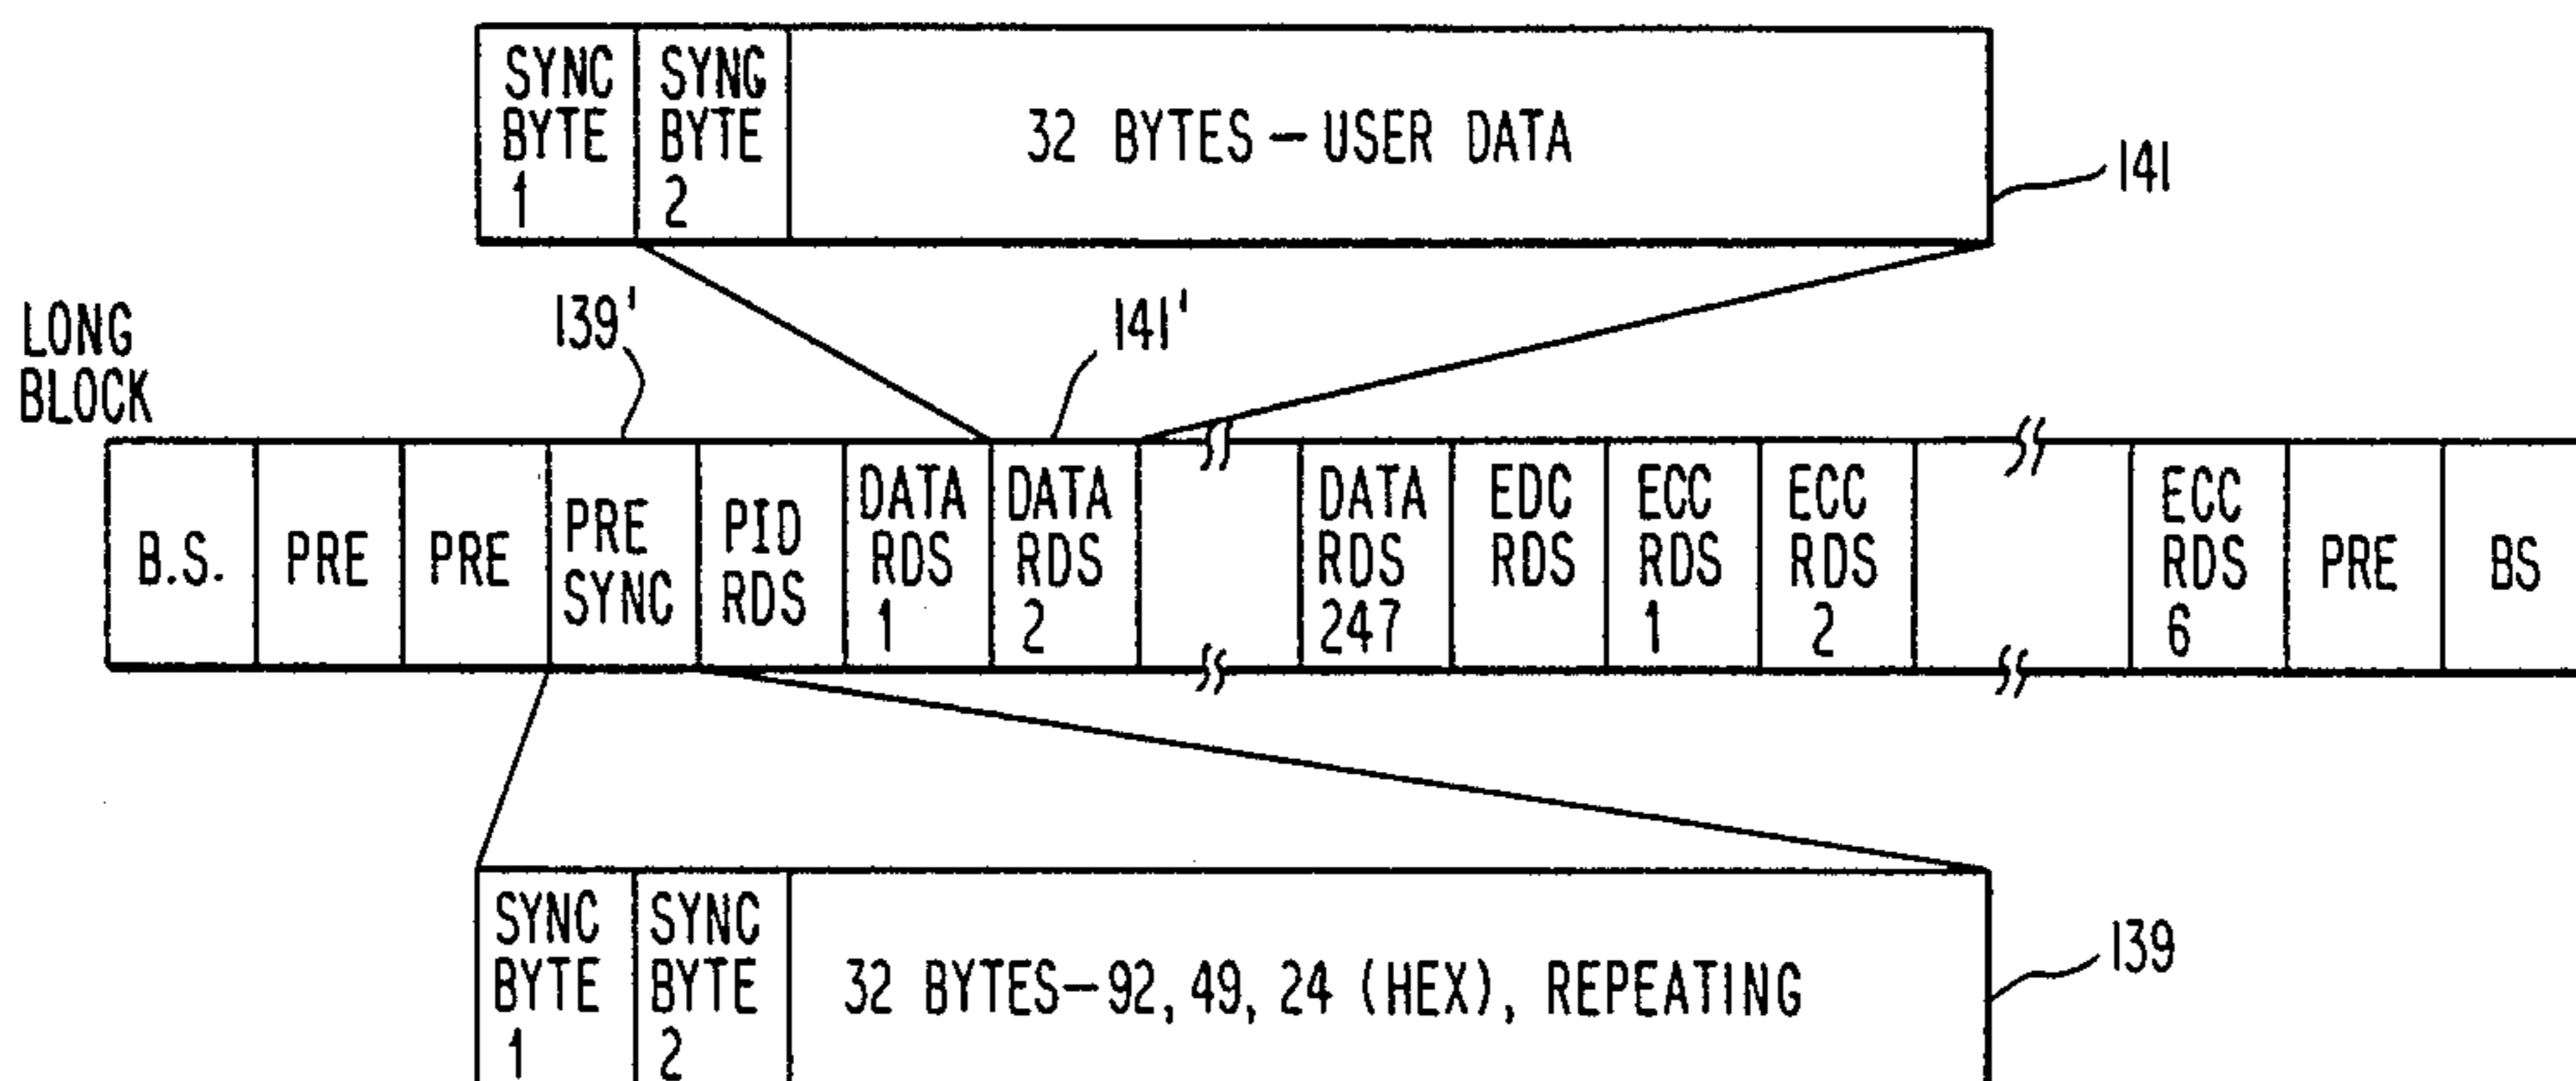 SYNC
BYTE
1
SYNG
BYTE
2
32 BYTES — USER DATA
141
LONG
BLOCK
139'
141'
B.S.
PRE
PRE
PRE
SYNC
PID
RDS
DATA
RDS
1
DATA
RDS
2
DATA
RDS
247
EDC
RDS
ECC
RDS
1
ECC
RDS
2
ECC
RDS
6
PRE
BS
SYNC
BYTE
1
SYNC
BYTE
2
32 BYTES—92, 49, 24 (HEX), REPEATING
139